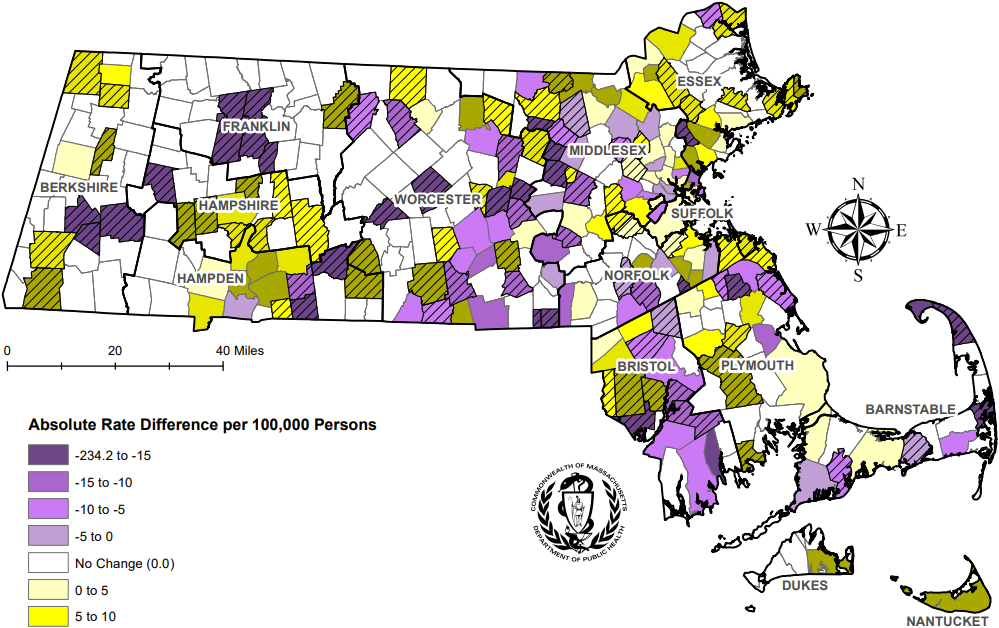 ESSEX
FRANKLIN
MIDDLESEX
BERKSHIRE
HAMPSHIRE
WORCESTER
SUFFOLK
N
W
E
S
HAMPDEN
NORFOLK
0 20 40 Miles
BRISTOL
PLYMOUTH
BARNSTABLE
Absolute Rate Difference per 100,000 Persons
-234.2 to -15
-15 to -10
-10 to -5
-5 to 0
No Change (0.0)
0 to 5
5 to 10
COMMONWEALTH OF MASSACHUSETTS
DEPARTMENT OF PUBLIC HEALTH
DUKES
NANTUCKET